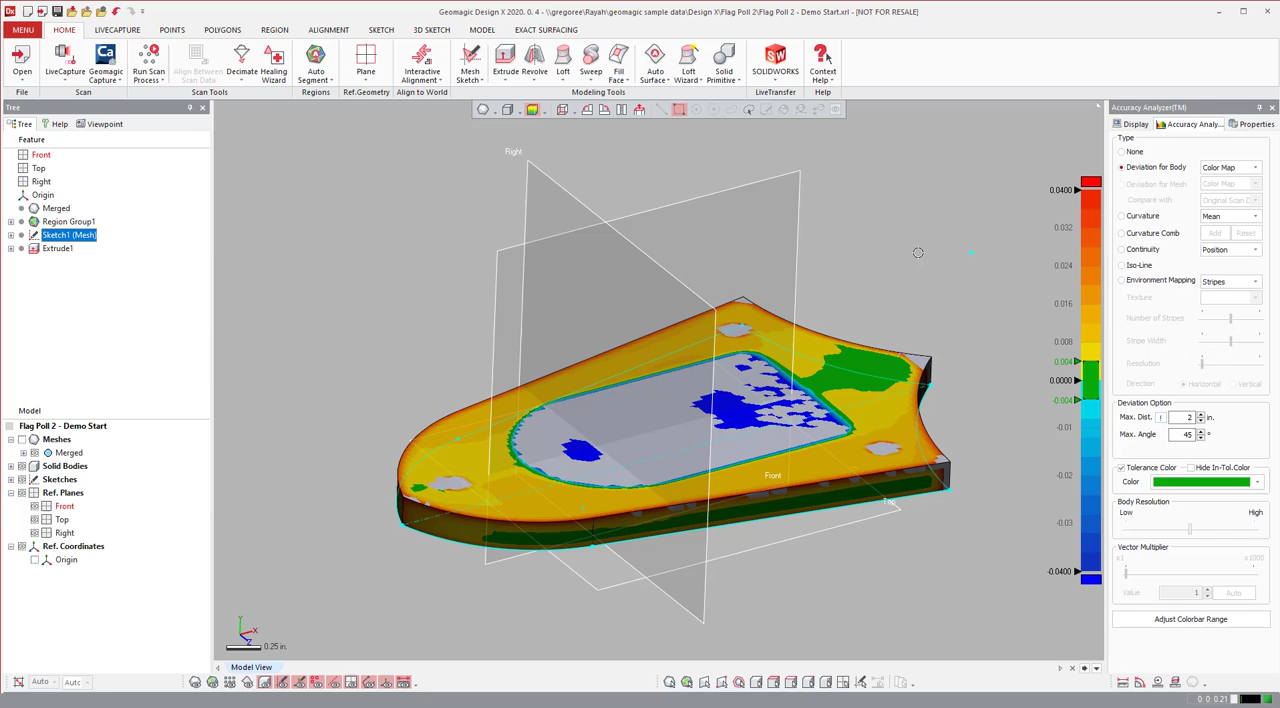 Geomagic Design X 2020. 0. 4 - \\gregoree\Rayah\geomagic sample data\Design X\Flag Poll 2\Flag Poll 2 - Demo Start.xrl - [NOT FOR RESALE]
MENU HOME LIVECAPTURE POINTS POLYGONS REGION ALIGNMENT SKETCH 3D SKETCH MODEL EXACT SURFACING
Open LiveCapture Geomagic Capture Run Scan Process Align Between Scan Data Decimate Healing Wizard Auto Segment Plane Interactive Alignment Mesh Sketch Extrude Revolve Loft Sweep Fill Face Auto Surface Loft Wizard Solid Primitive SOLIDWORKS Context Help
File Scan Scan Tools Regions Ref.Geometry Align to World Modeling Tools LiveTransfer Help
Tree
Tree Help Viewpoint
Feature
Front
Top
Right
Origin
Merged
Region Group1
Sketch1 (Mesh)
Extrude1
Model
Flag Poll 2 - Demo Start
Meshes
Merged
Solid Bodies
Sketches
Ref. Planes
Front
Top
Right
Ref. Coordinates
Origin
Right
Front
Top
Y
X
Z
0.25 in.
Model View
0.0400
0.032
0.024
0.016
0.008
0.004
0.0000
-0.004
-0.01
-0.02
-0.03
-0.0400
Accuracy Analyzer(TM)
Display Accuracy Analy... Properties
Type
None
Deviation for Body Color Map
Deviation for Mesh Color Map
Compare with Original Scan D
Curvature Mean
Curvature Comb Add Reset
Continuity Position
Iso-Line
Environment Mapping Stripes
Texture
Number of Stripes
Stripe Width
Resolution
Direction Horizontal Vertical
Deviation Option
Max. Dist. ! 2 in.
Max. Angle 45 °
Tolerance Color Hide In-Tol.Color
Color
Body Resolution
Low High
Vector Multiplier
x1 x1000
Value 1 Auto
Adjust Colorbar Range
Auto Auto
0: 0: 0.21